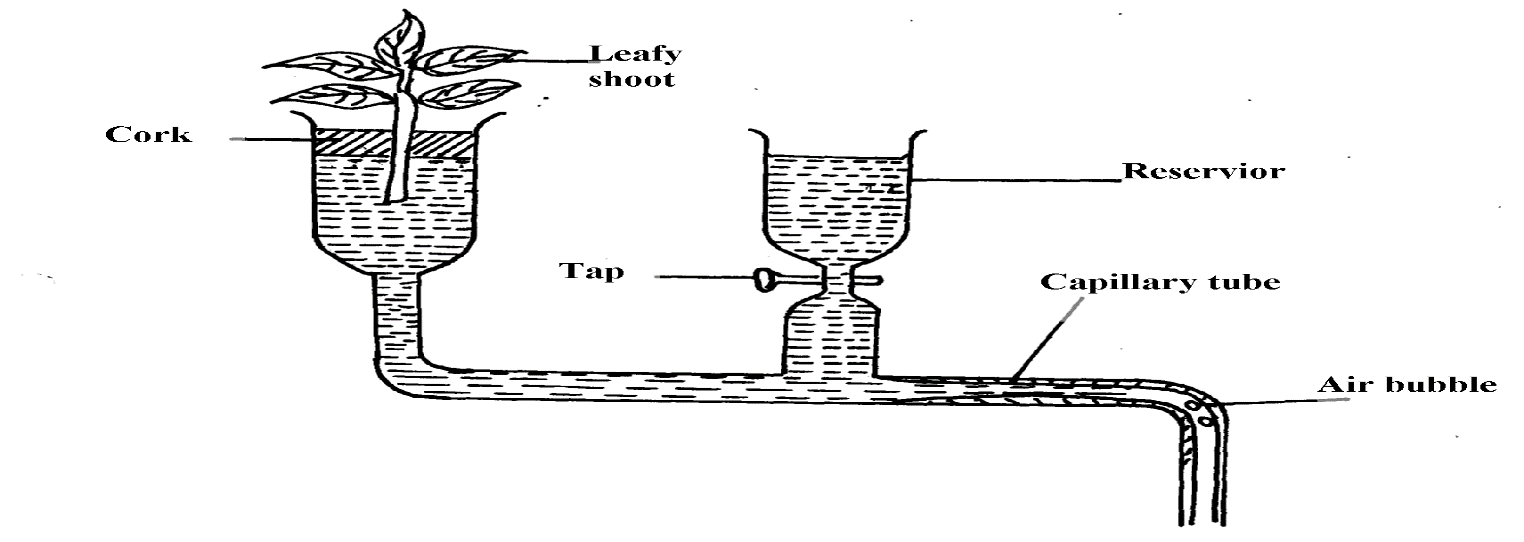 Leafy
shoot
Cork
Reservior
Tap
Capillary tube
Air bubble